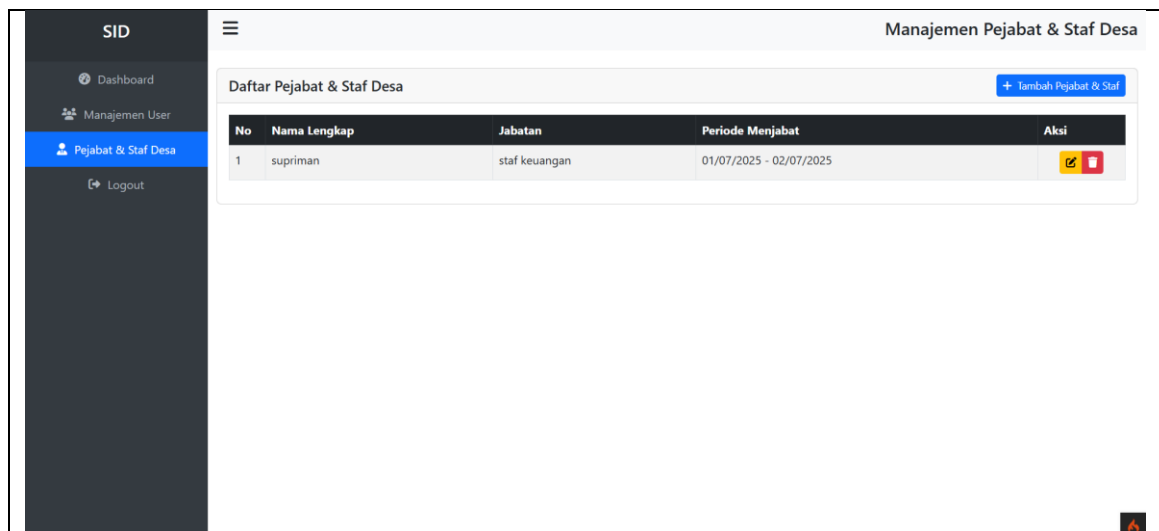 SID
Manajemen Pejabat & Staf Desa
Dashboard
Manajemen User
Pejabat & Staf Desa
Logout
Daftar Pejabat & Staf Desa
+ Tambah Pejabat & Staf
No Nama Lengkap Jabatan Periode Menjabat Aksi
1 supriman staf keuangan 01/07/2025 - 02/07/2025